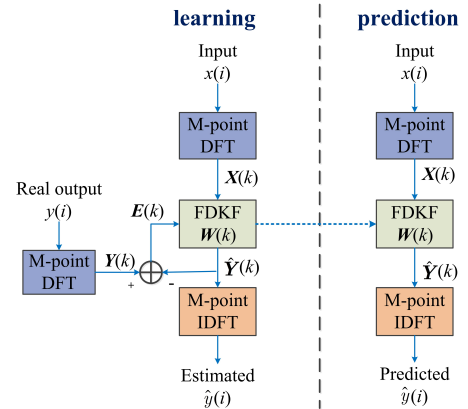 learning
prediction
Input
x(i)
Input
x(i)
M-point
DFT
M-point
DFT
X(k)
X(k)
Real output
y(i)
E(k)
FDKF
W(k)
FDKF
W(k)
M-point
DFT
Y(k)
+
-
Ŷ(k)
Ŷ(k)
M-point
IDFT
M-point
IDFT
Estimated
ŷ(i)
Predicted
ŷ(i)